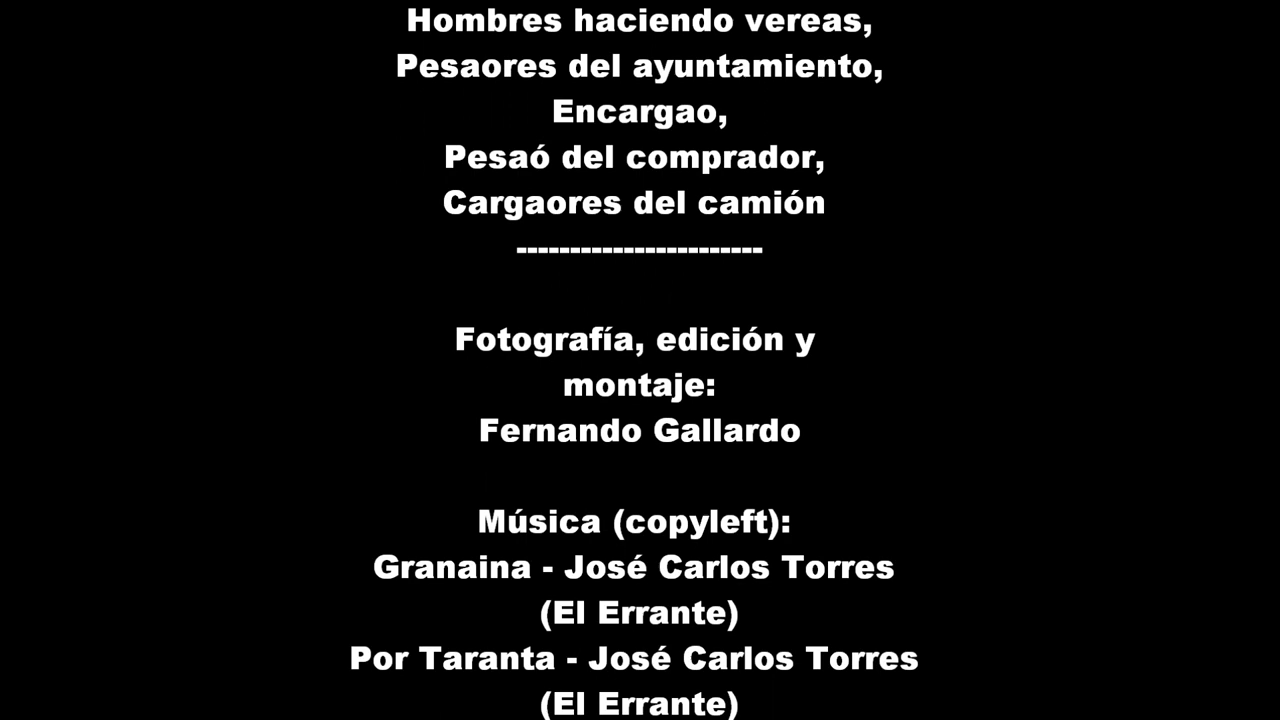 Hombres haciendo vereas,
Pesaores del ayuntamiento,
Encargao,
Pesaó del comprador,
Cargaores del camión
-----------------------
Fotografía, edición y
montaje:
Fernando Gallardo
Música (copyleft):
Granaina - José Carlos Torres
(El Errante)
Por Taranta - José Carlos Torres
(El Errante)